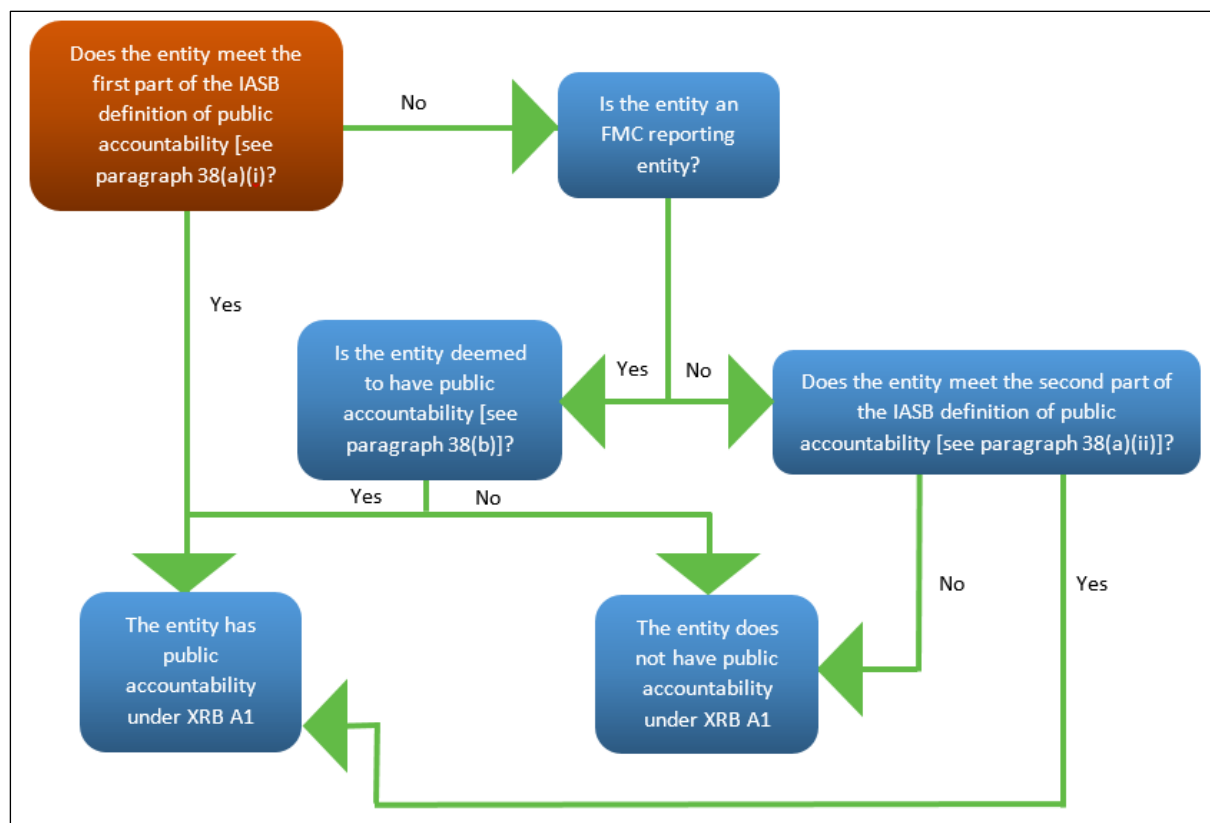 Does the entity meet the
first part of the IASB
definition of public
accountability [see
paragraph 38(a)(i)?
No
Is the entity an
FMC reporting
entity?
Yes
Is the entity deemed
to have public
accountability [see
paragraph 38(b)]?
Yes
No
Does the entity meet the second part of
the IASB definition of public
accountability [see paragraph 38(a)(ii)]?
Yes
No
No
Yes
The entity has
public
accountability
under XRB A1
The entity does
not have public
accountability
under XRB A1